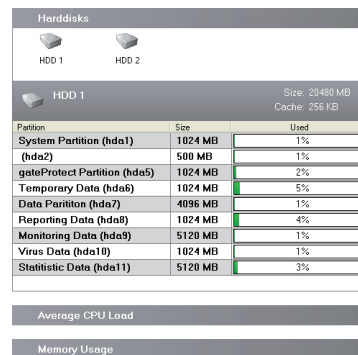 Harddisks
HDD 1 HDD 2
HDD 1 Size: 20480 MB
Cache: 256 KB
Partition Size Used
System Partition (hda1) 1024 MB 1%
(hda2) 500 MB 1%
gateProtect Partition (hda5) 1024 MB 2%
Temporary Data (hda6) 1024 MB 5%
Data Parititon (hda7) 4096 MB 1%
Reporting Data (hda8) 1024 MB 4%
Monitoring Data (hda9) 5120 MB 1%
Virus Data (hda10) 1024 MB 1%
Statitistic Data (hda11) 5120 MB 3%
Average CPU Load
Memory Usage